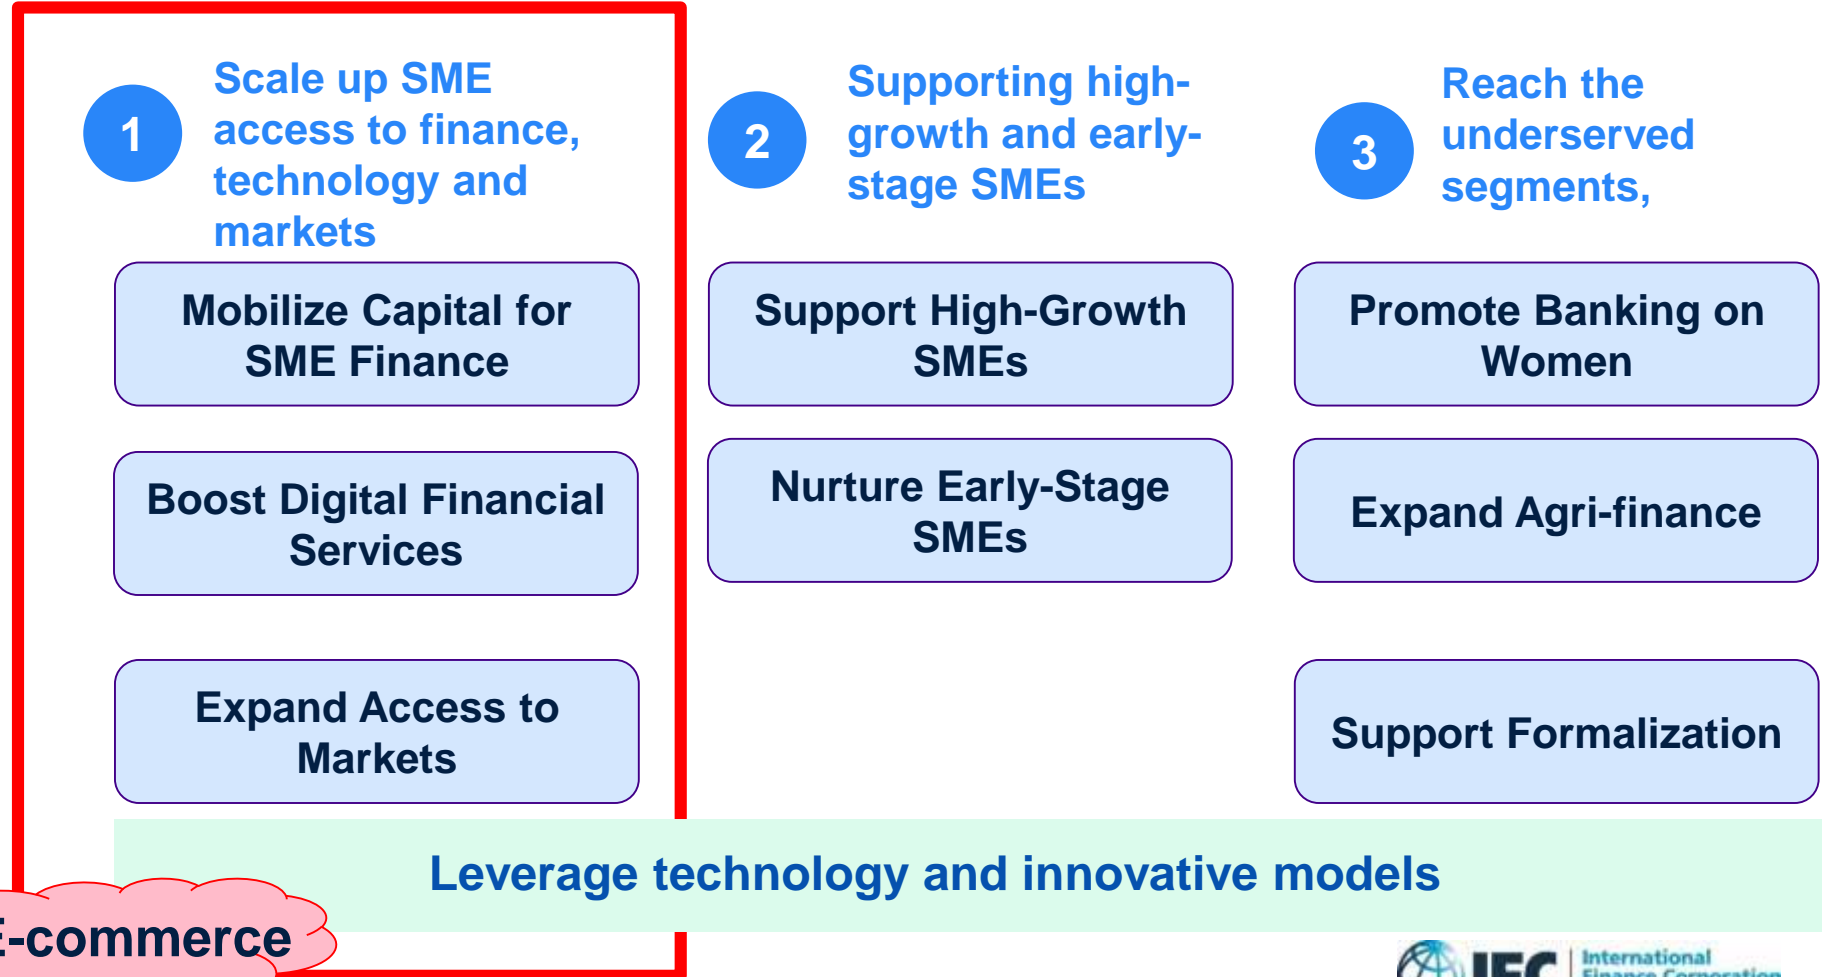 1
Scale up SME
access to finance,
technology and
markets
Mobilize Capital for
SME Finance
Boost Digital Financial
Services
Expand Access to
Markets
2
Supporting high-
growth and early-
stage SMEs
Support High-Growth
SMEs
Nurture Early-Stage
SMEs
3
Reach the
underserved
segments,
Promote Banking on
Women
Expand Agri-finance
Support Formalization
Leverage technology and innovative models
E-commerce
IFC
International
Finance Corporation